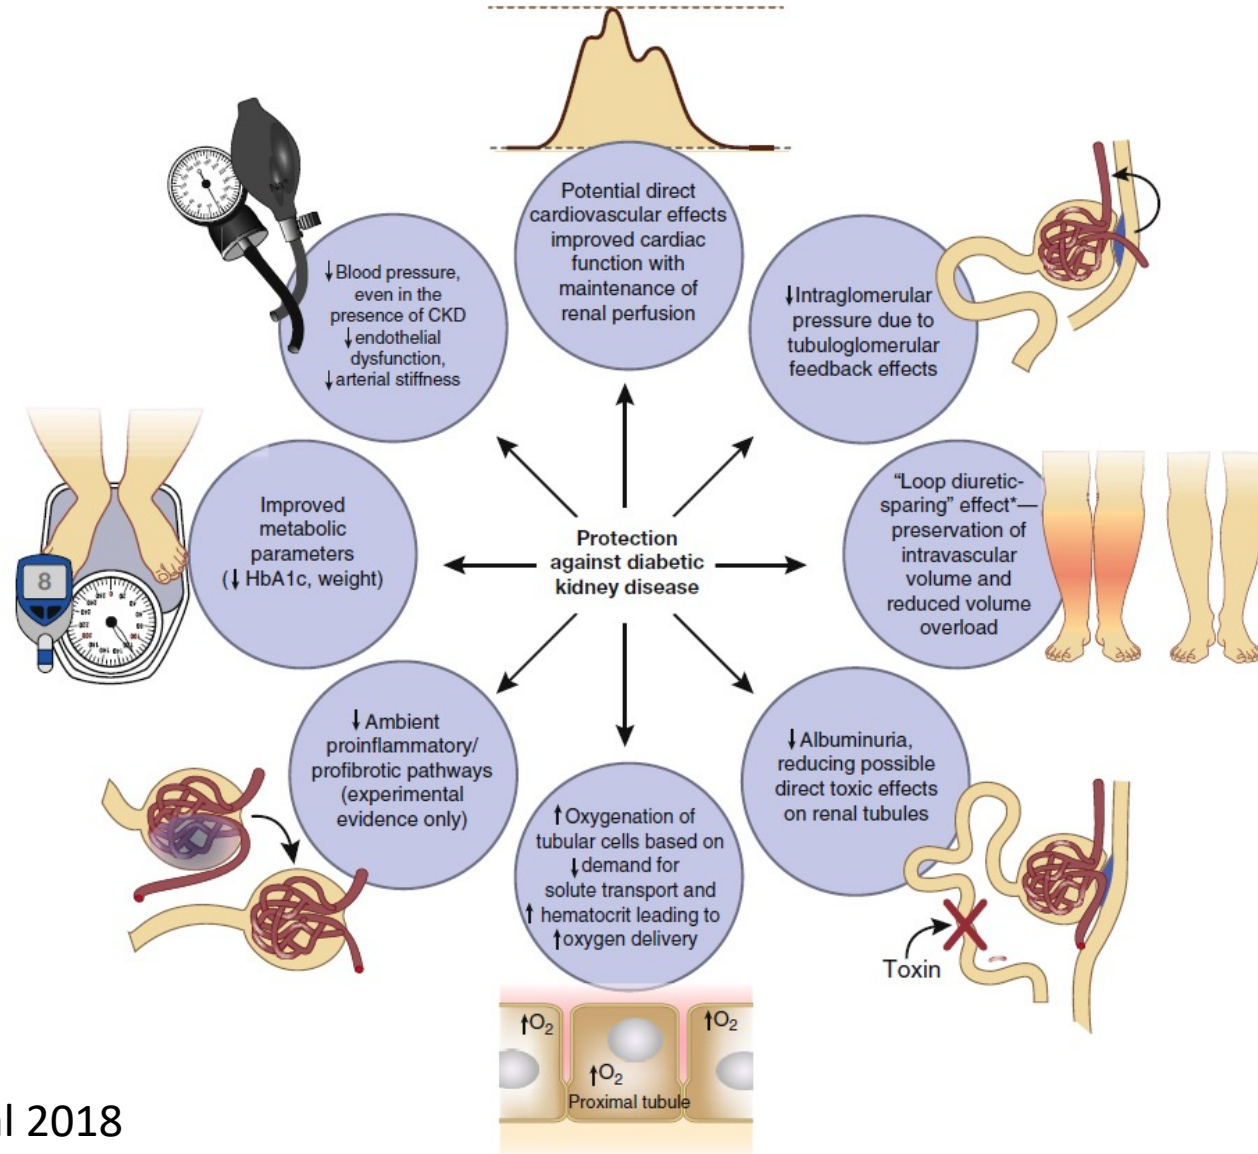 Potential direct
cardiovascular effects
improved cardiac
function with
maintenance of
renal perfusion
↓Intraglomerular
pressure due to
tubuloglomerular
feedback effects
"Loop diuretic-
sparing" effect*—
preservation of
intravascular
volume and
reduced volume
overload
↓Albuminuria,
reducing possible
direct toxic effects
on renal tubules
Toxin
↑Oxygenation of
tubular cells based on
↓demand for
solute transport and
↑hematocrit leading to
↑oxygen delivery
↑O₂
↑O₂
↑O₂
Proximal tubule
↓Ambient
proinflammatory/
profibrotic pathways
(experimental
evidence only)
Improved
metabolic
parameters
(↓ HbA1c, weight)
8
↓Blood pressure,
even in the
presence of CKD
↓endothelial
dysfunction,
↓arterial stiffness
Protection
against diabetic
kidney disease
2018